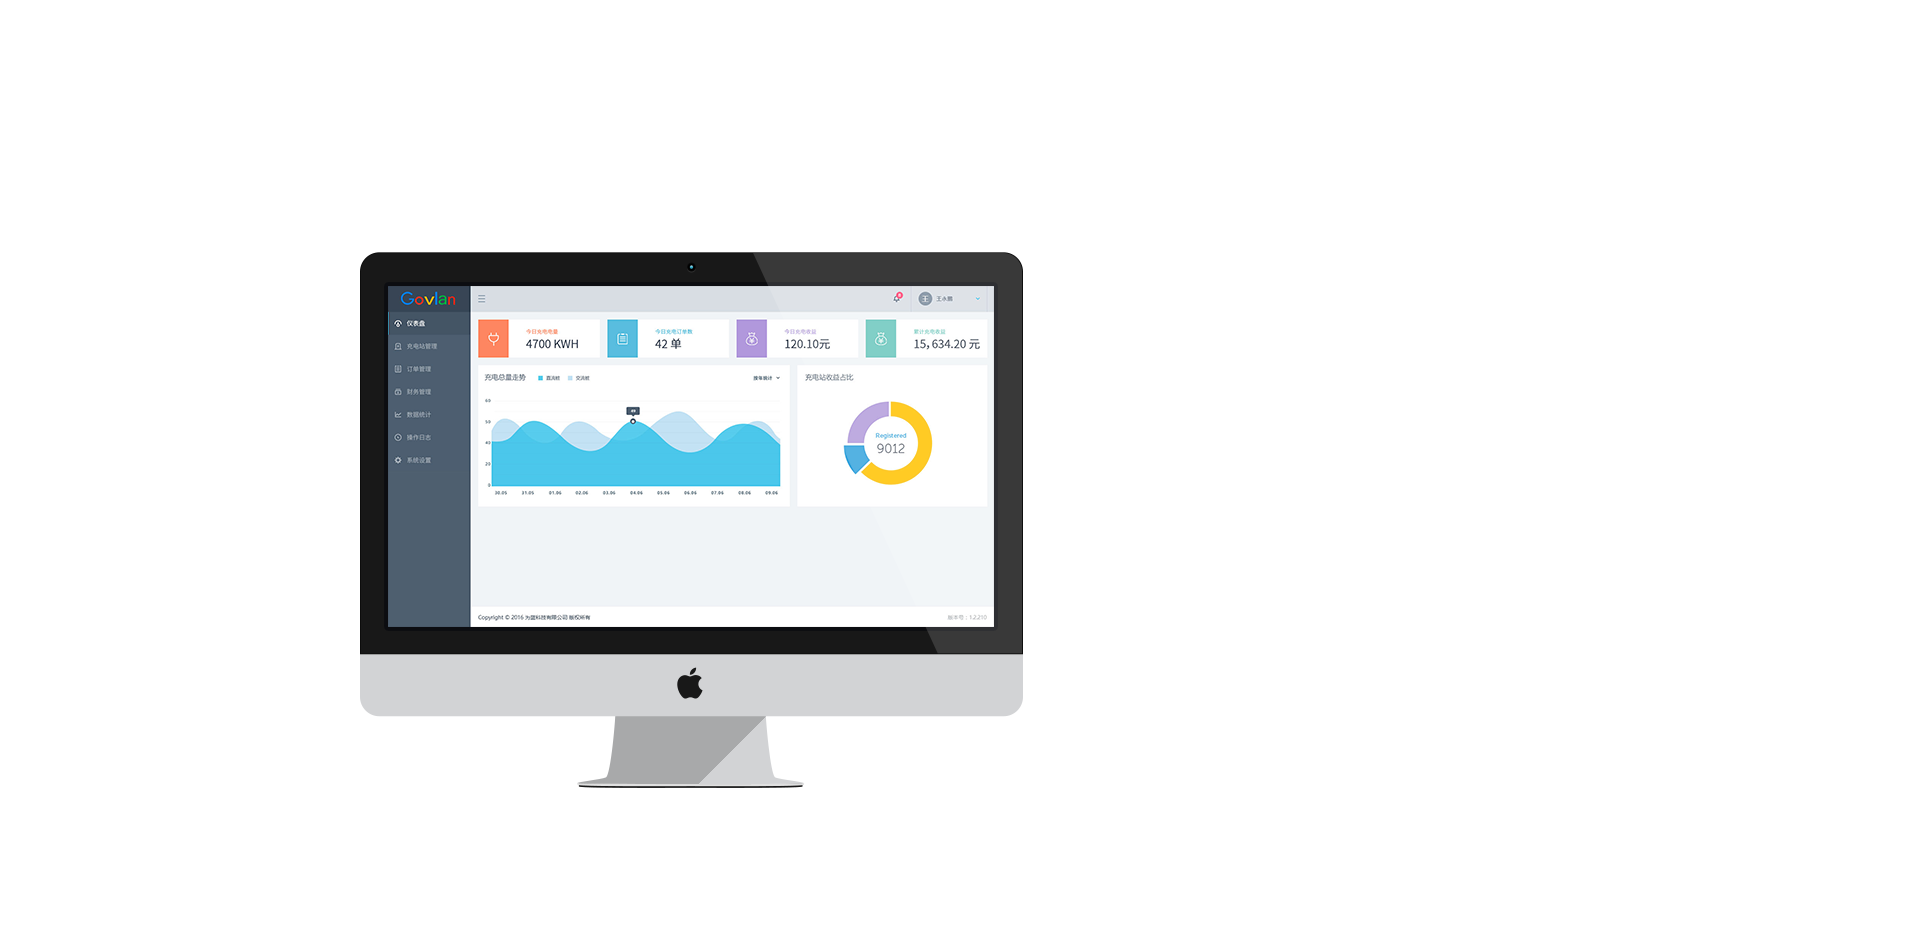 Govlan
王 王永鹏
仪表盘
充电站管理
订单管理
财务管理
数据统计
操作日志
系统设置
今日充电电量
4700 KWH
今日充电订单数
42 单
今日充电收益
120.10元
累计充电收益
15, 634.20 元
充电总量走势
直流桩 交流桩
按年统计
60
50
40
20
0
30.05 31.05 01.06 02.06 03.06 04.06 05.06 06.06 07.06 08.06 09.06
充电站收益占比
Registered
9012
Copyright © 2016 为蓝科技有限公司 版权所有
版本号：1.2.210